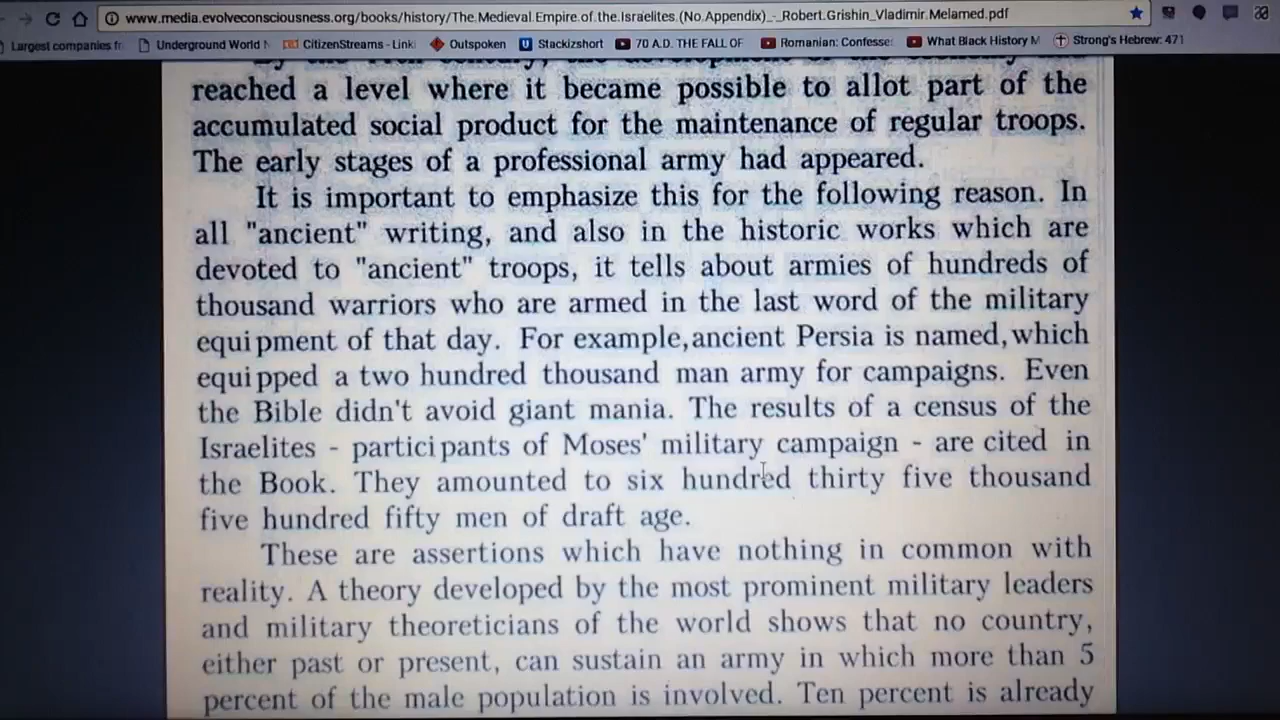 www.media.evolveconsciousness.org/books/history/The.Medieval.Empire.of.the.Israelites.(No.Appendix)_-_Robert.Grishin_Vladimir.Melamed.pdf
Largest companies fr Underground World N CitizenStreams - Link Outspoken Stackizshort 70 A.D. THE FALL OF Romanian: Confesse What Black History M Strong's Hebrew: 471
reached a level where it became possible to allot part of the
accumulated social product for the maintenance of regular troops.
The early stages of a professional army had appeared.
It is important to emphasize this for the following reason. In
all "ancient" writing, and also in the historic works which are
devoted to "ancient" troops, it tells about armies of hundreds of
thousand warriors who are armed in the last word of the military
equipment of that day. For example, ancient Persia is named, which
equipped a two hundred thousand man army for campaigns. Even
the Bible didn't avoid giant mania. The results of a census of the
Israelites - participants of Moses' military campaign - are cited in
the Book. They amounted to six hundred thirty five thousand
five hundred fifty men of draft age.
These are assertions which have nothing in common with
reality. A theory developed by the most prominent military leaders
and military theoreticians of the world shows that no country,
either past or present, can sustain an army in which more than 5
percent of the male population is involved. Ten percent is already